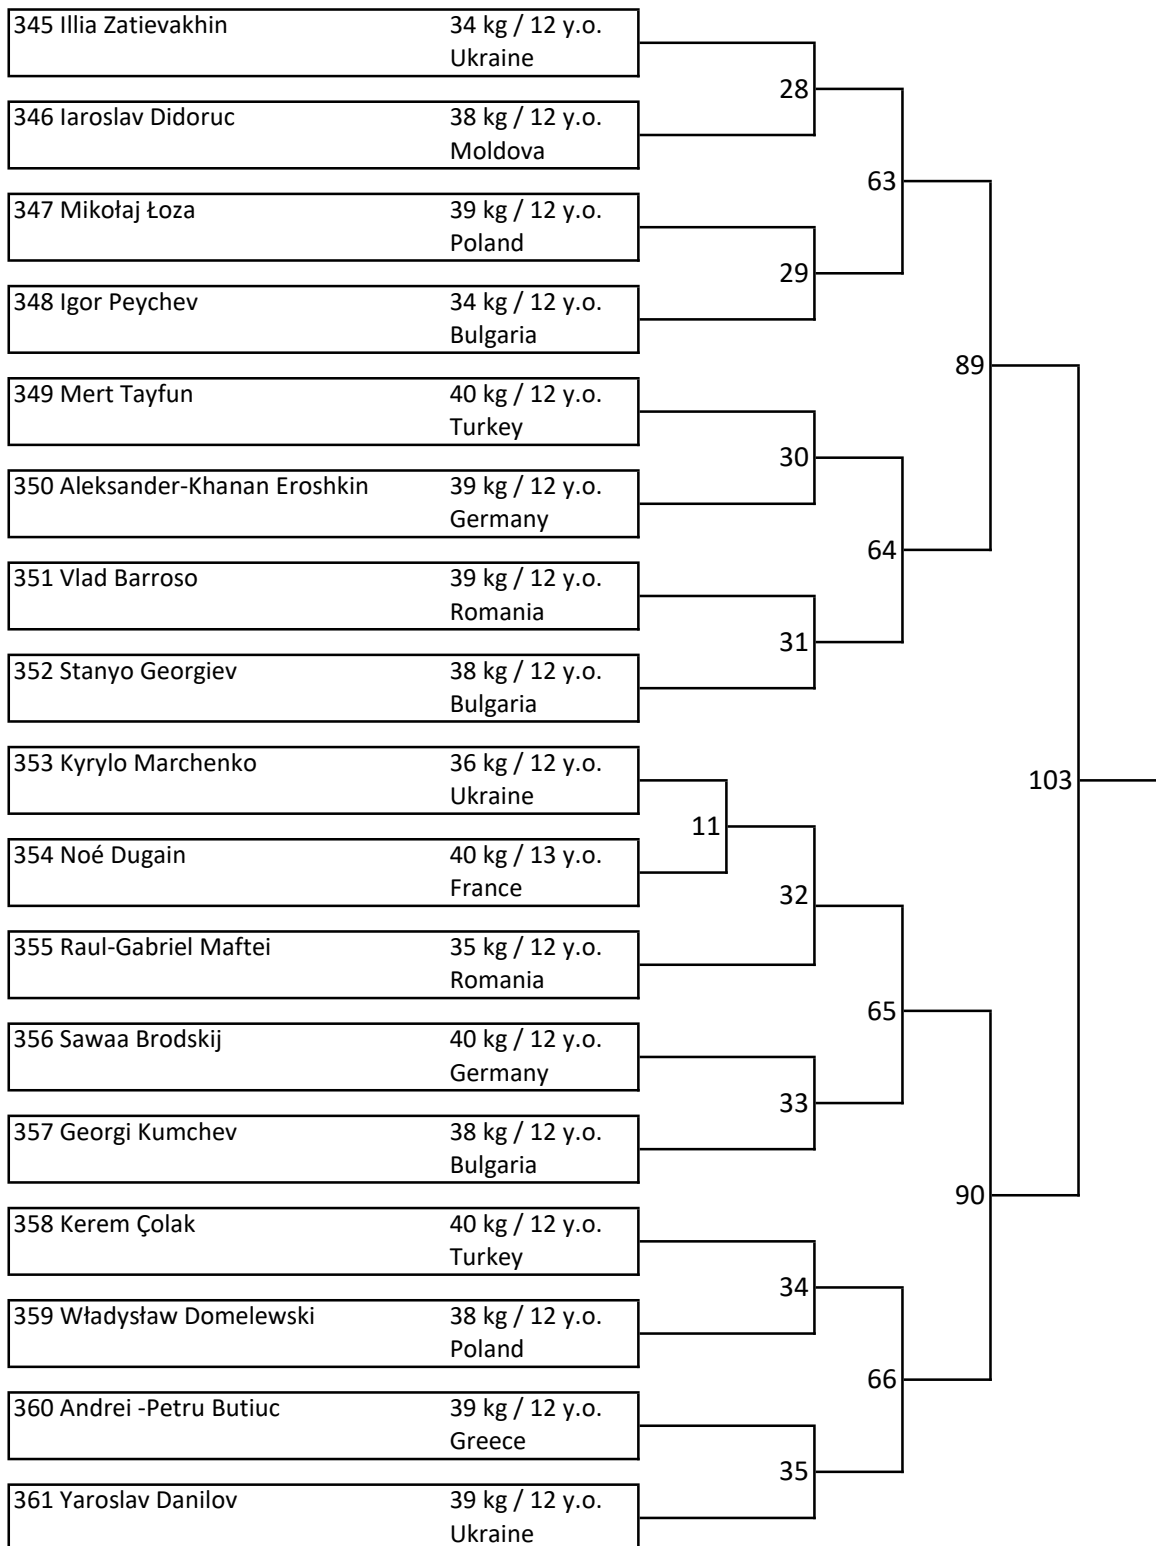 345 Illia Zatievakhin 34 kg / 12 y.o.
Ukraine
28
346 Iaroslav Didoruc 38 kg / 12 y.o.
Moldova
63
347 Mikołaj Łoza 39 kg / 12 y.o.
Poland
29
348 Igor Peychev 34 kg / 12 y.o.
Bulgaria
89
349 Mert Tayfun 40 kg / 12 y.o.
Turkey
30
350 Aleksander-Khanan Eroshkin 39 kg / 12 y.o.
Germany
64
351 Vlad Barroso 39 kg / 12 y.o.
Romania
31
352 Stanyo Georgiev 38 kg / 12 y.o.
Bulgaria
353 Kyrylo Marchenko 36 kg / 12 y.o.
Ukraine
103
11
354 Noé Dugain 40 kg / 13 y.o.
France
32
355 Raul-Gabriel Maftei 35 kg / 12 y.o.
Romania
65
356 Sawaa Brodskij 40 kg / 12 y.o.
Germany
33
357 Georgi Kumchev 38 kg / 12 y.o.
Bulgaria
90
358 Kerem Çolak 40 kg / 12 y.o.
Turkey
34
359 Władysław Domelewski 38 kg / 12 y.o.
Poland
66
360 Andrei -Petru Butiuc 39 kg / 12 y.o.
Greece
35
361 Yaroslav Danilov 39 kg / 12 y.o.
Ukraine